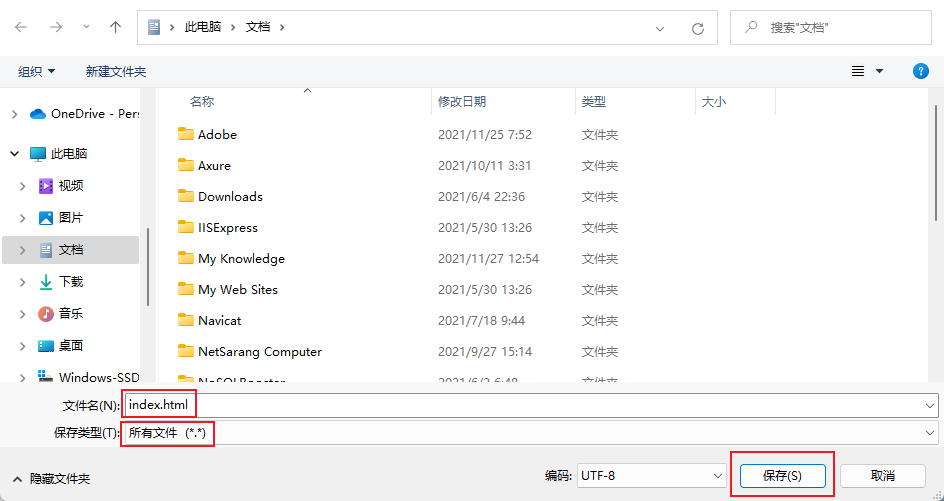 此电脑 文档
搜索"文档"
组织 新建文件夹
?
名称 修改日期 类型 大小
OneDrive - Pers
此电脑
视频
图片
文档
下载
音乐
桌面
Windows-SSD
Adobe 2021/11/25 7:52 文件夹
Axure 2021/10/11 3:31 文件夹
Downloads 2021/6/4 22:36 文件夹
IISExpress 2021/5/30 13:26 文件夹
My Knowledge 2021/11/27 12:54 文件夹
My Web Sites 2021/5/30 13:26 文件夹
Navicat 2021/7/18 9:44 文件夹
NetSarang Computer 2021/9/27 15:14 文件夹
NoSQLBooster 2021/6/2 6:48 文件夹
文件名(N): index.html
保存类型(T): 所有文件 (*.*)
隐藏文件夹
编码: UTF-8
保存(S) 取消